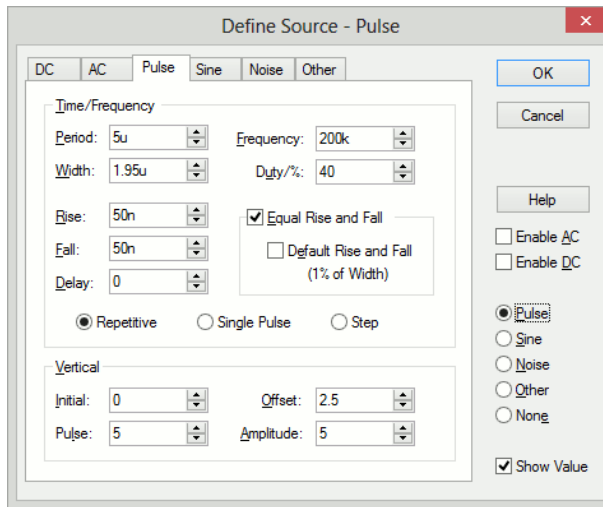 Define Source - Pulse
DC AC Pulse Sine Noise Other
OK
Cancel
Help
Enable AC
Enable DC
Pulse
Sine
Noise
Other
None
Show Value
Time/Frequency
Period: 5u Frequency: 200k
Width: 1.95u Duty/%: 40
Rise: 50n Equal Rise and Fall
Fall: 50n Default Rise and Fall
(1% of Width)
Delay: 0
Repetitive Single Pulse Step
Vertical
Initial: 0 Offset: 2.5
Pulse: 5 Amplitude: 5